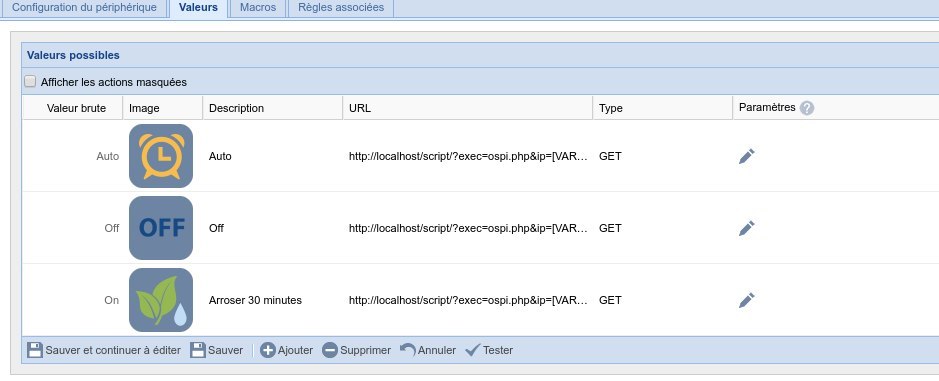 Configuration du périphérique Valeurs Macros Règles associées
Valeurs possibles
Afficher les actions masquées
Valeur brute Image Description URL Type Paramètres ?
Auto Auto http://localhost/script/?exec=ospi.php&ip=[VAR... GET
Off OFF Off http://localhost/script/?exec=ospi.php&ip=[VAR... GET
On Arroser 30 minutes http://localhost/script/?exec=ospi.php&ip=[VAR... GET
Sauver et continuer à éditer Sauver Ajouter Supprimer Annuler Tester